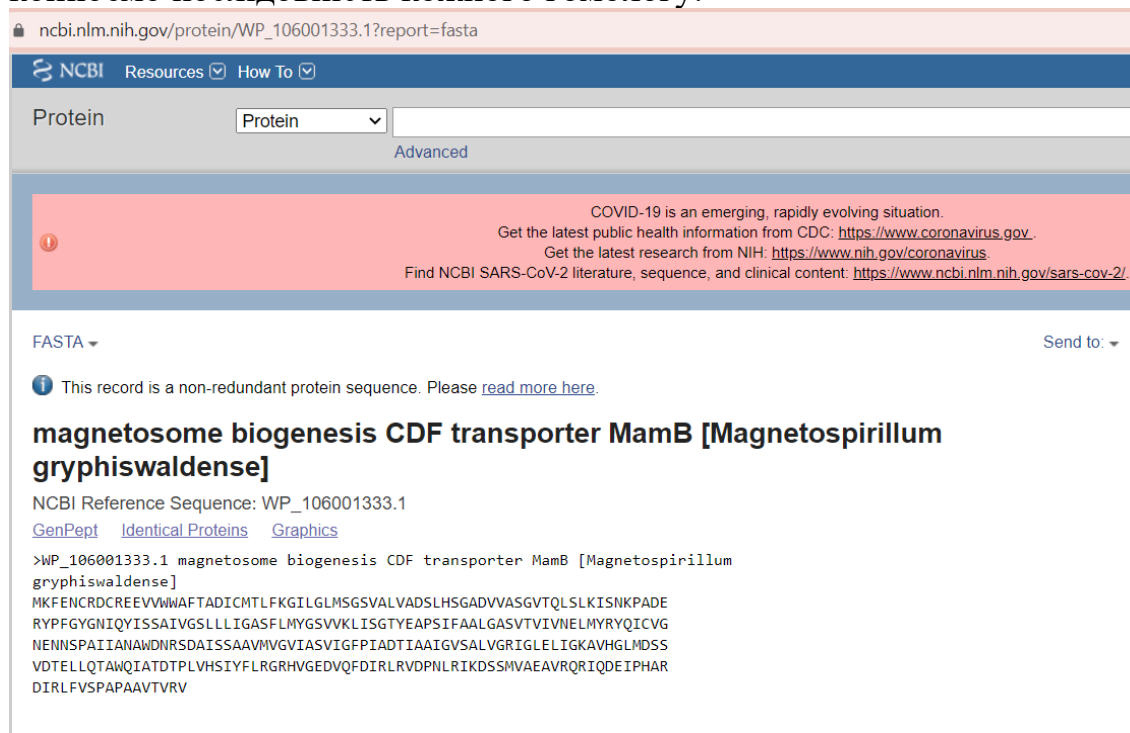 копіюємо послідовність кожного гомологу.
ncbi.nlm.nih.gov/protein/WP_106001333.1?report=fasta
NCBI Resources How To
Protein Protein
Advanced
COVID-19 is an emerging, rapidly evolving situation.
Get the latest public health information from CDC: https://www.coronavirus.gov .
Get the latest research from NIH: https://www.nih.gov/coronavirus.
Find NCBI SARS-CoV-2 literature, sequence, and clinical content: https://www.ncbi.nlm.nih.gov/sars-cov-2/.
FASTA Send to:
This record is a non-redundant protein sequence. Please read more here.
magnetosome biogenesis CDF transporter MamB [Magnetospirillum
gryphiswaldense]
NCBI Reference Sequence: WP_106001333.1
GenPept Identical Proteins Graphics
>WP_106001333.1 magnetosome biogenesis CDF transporter MamB [Magnetospirillum
gryphiswaldense]
MKFENCRDCREEVVWWAFTADICMTLFKGILGLMSGSVALVADSLHSGADVVASGVTQLSLKISNKPADE
RYPFGYGNIQYISSAIVGSLLLIGASFLMYGSVVKLISGTYEAPSIFAALGASVTVIVNELMYRYQICVG
NENNSPAIIANAWDNRSDAISSAAVMVGVIASVIGFPIADTIAAIGVSALVGRIGLELIGKAVHGLMDSS
VDTELLQTAWQIATDTPLVHSIYFLRGRHVGEDVQFDIRLRVDPNLRIKDSSMVAEAVRQRIQDEIPHAR
DIRLFVSPAPAAVTVRV